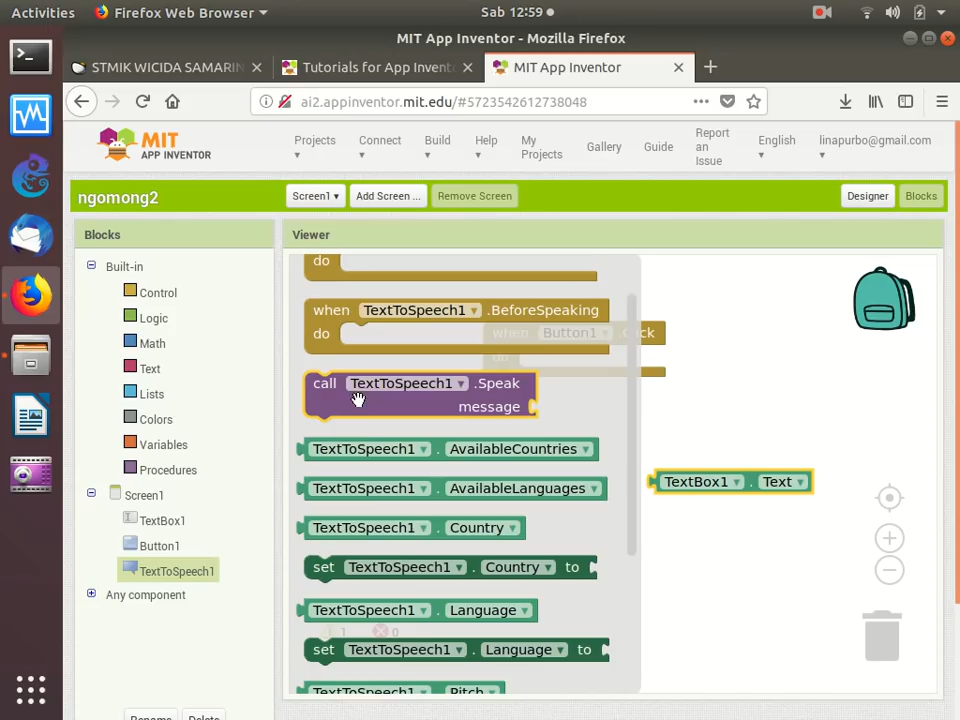 Activities
Firefox Web Browser
Sab 12:59
MIT App Inventor - Mozilla Firefox
STMIK WICIDA SAMARIN
Tutorials for App Invent
MIT App Inventor
ai2.appinventor.mit.edu/#5723542612738048
MIT
APP INVENTOR
Projects
Connect
Build
Help
My Projects
Gallery
Guide
Report an Issue
English
linapurbo@gmail.com
ngomong2
Screen1
Add Screen ...
Remove Screen
Designer
Blocks
Blocks
Viewer
Built-in
Control
Logic
Math
Text
Lists
Colors
Variables
Procedures
Screen1
TextBox1
Button1
TextToSpeech1
Any component
Rename
Delete
do
when TextToSpeech1 .BeforeSpeaking
do
when Button1 .Click
do
call TextToSpeech1 .Speak
message
TextToSpeech1 . AvailableCountries
TextBox1 . Text
TextToSpeech1 . AvailableLanguages
TextToSpeech1 . Country
set TextToSpeech1 . Country to
TextToSpeech1 . Language
1 0
set TextToSpeech1 . Language to
TextToSpeech1 . Pitch